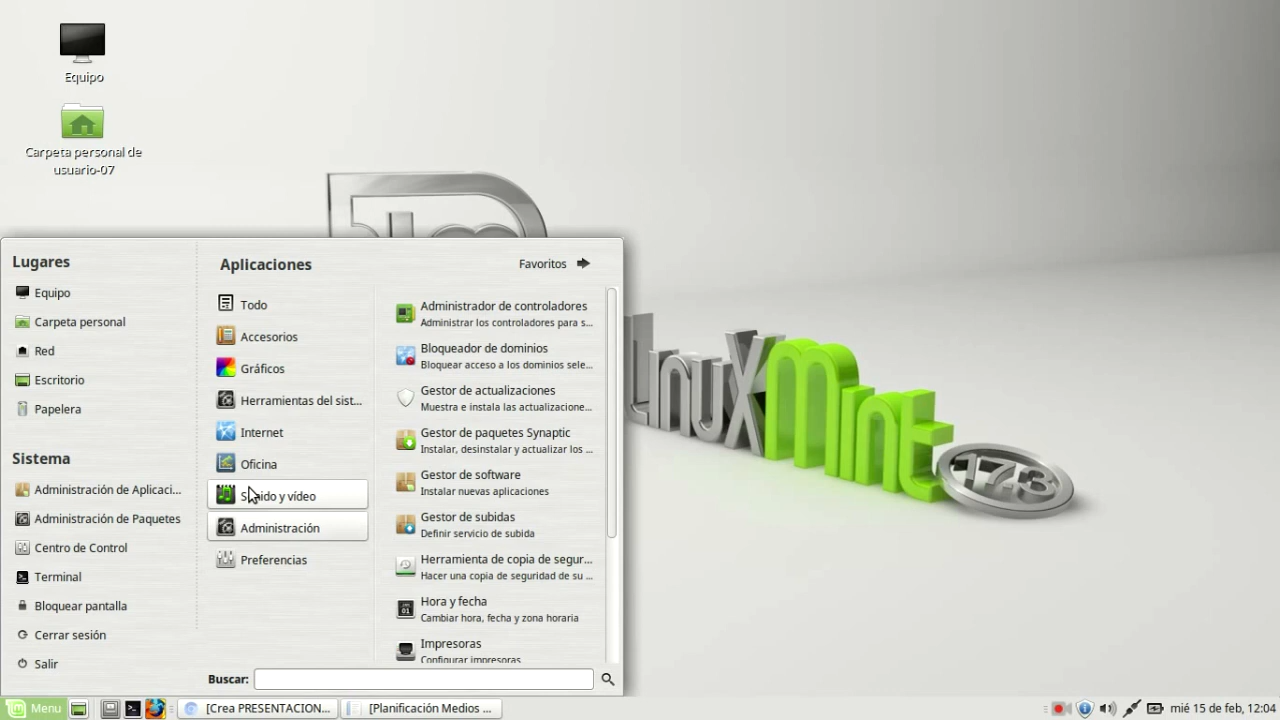 Equipo
Carpeta personal de
usuario-07
Lugares
Equipo
Carpeta personal
Red
Escritorio
Papelera
Sistema
Administración de Aplicaci...
Administración de Paquetes
Centro de Control
Terminal
Bloquear pantalla
Cerrar sesión
Salir
Aplicaciones
Favoritos
Todo
Accesorios
Gráficos
Herramientas del sist...
Internet
Oficina
Sonido y vídeo
Administración
Preferencias
Administrador de controladores
Administrar los controladores para s...
Bloqueador de dominios
Bloquear acceso a los dominios sele...
Gestor de actualizaciones
Muestra e instala las actualizacione...
Gestor de paquetes Synaptic
Instalar, desinstalar y actualizar los ...
Gestor de software
Instalar nuevas aplicaciones
Gestor de subidas
Definir servicio de subida
Herramienta de copia de segur...
Hacer una copia de seguridad de su ...
Hora y fecha
Cambiar hora, fecha y zona horaria
Impresoras
Configurar impresoras
Buscar:
LinuxMint
17.3
Menu
[Crea PRESENTACION...
[Planificación Medios ...
mié 15 de feb, 12:04